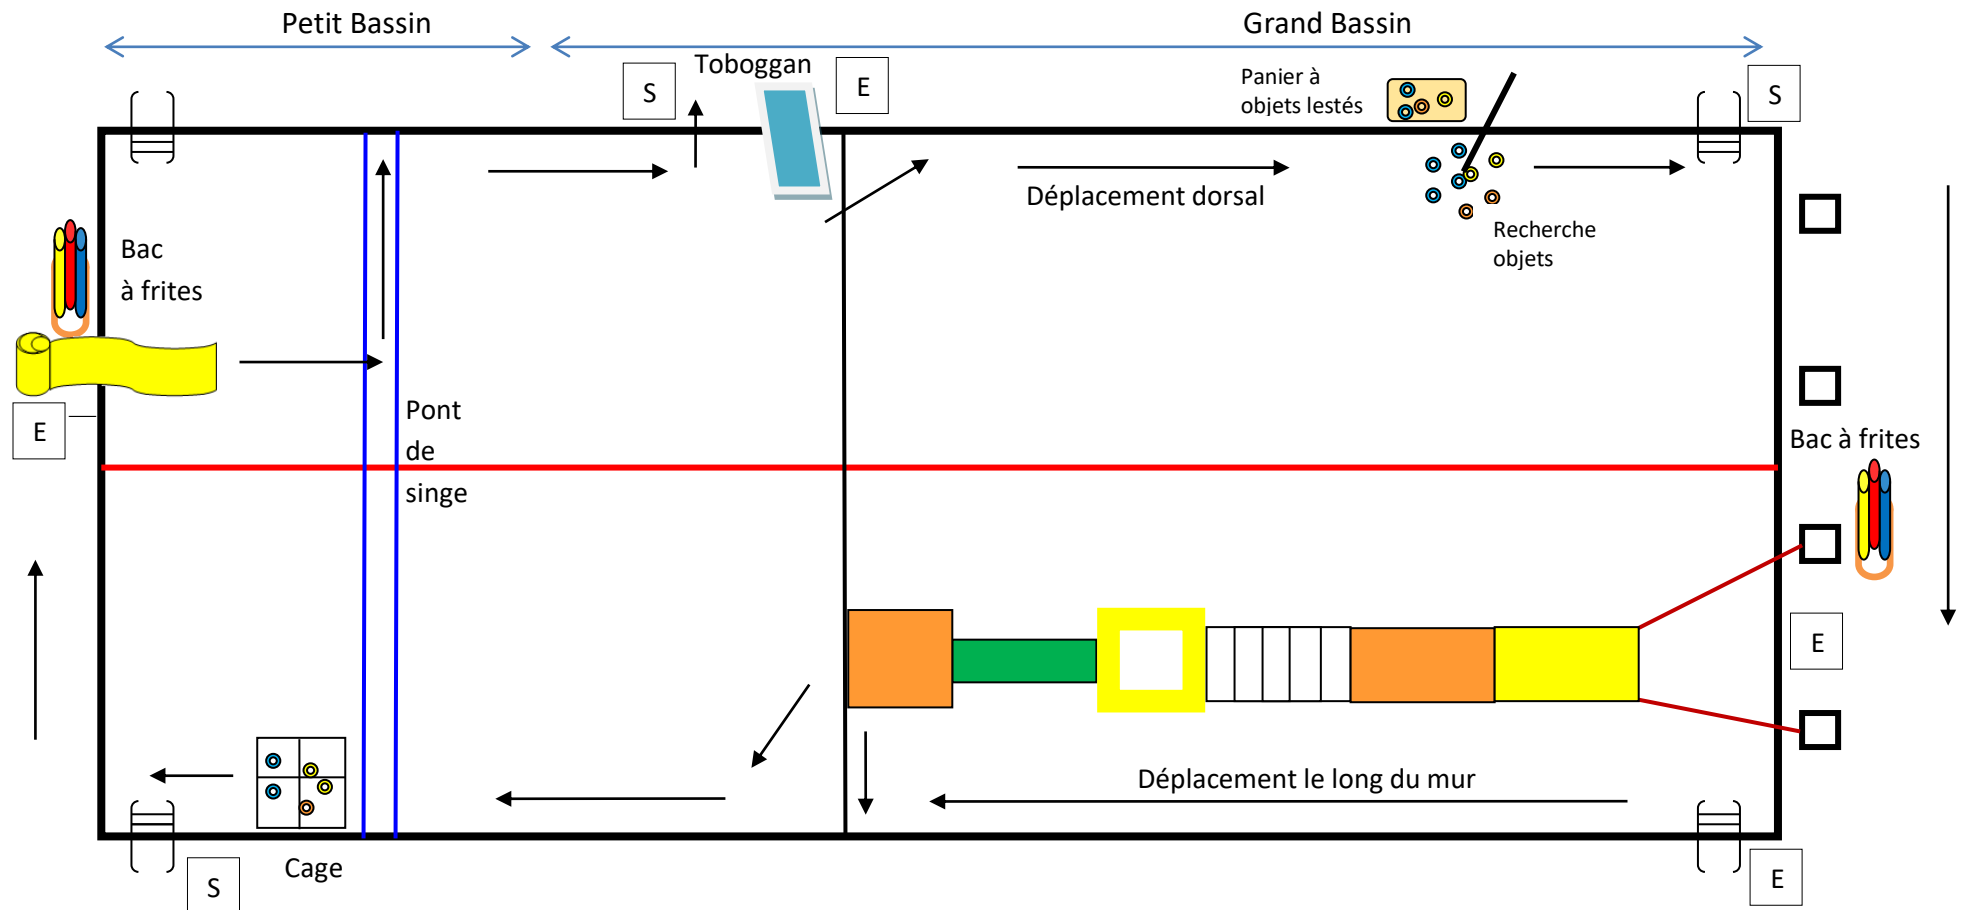 Petit Bassin
Grand Bassin
S
Toboggan
E
Panier à
objets lestés
S
Déplacement dorsal
Recherche
objets
Bac
à frites
E
Pont
de
singe
Bac à frites
E
Déplacement le long du mur
Cage
S
E